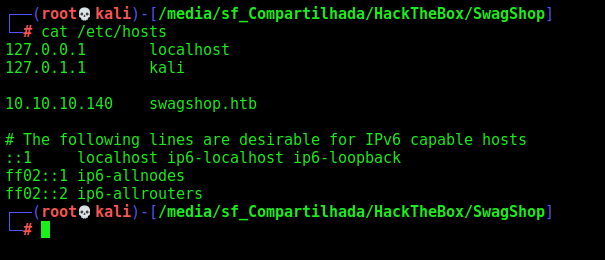 ┌──(root💀kali)-[/media/sf_Compartilhada/HackTheBox/SwagShop]
└─# cat /etc/hosts
127.0.0.1       localhost
127.0.1.1       kali
10.10.10.140    swagshop.htb
# The following lines are desirable for IPv6 capable hosts
::1     localhost ip6-localhost ip6-loopback
ff02::1 ip6-allnodes
ff02::2 ip6-allrouters
┌──(root💀kali)-[/media/sf_Compartilhada/HackTheBox/SwagShop]
└─#